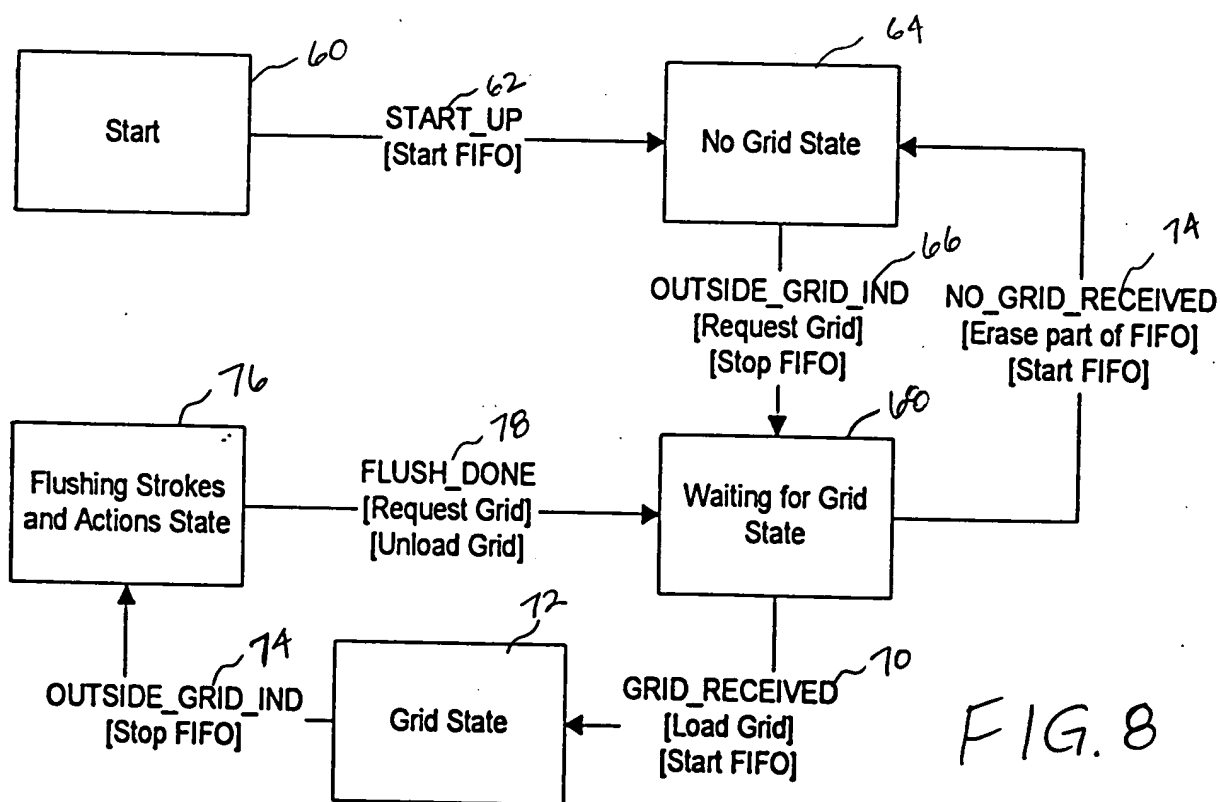 60
Start
62
START_UP
[Start FIFO]
64
No Grid State
66
OUTSIDE_GRID_IND
[Request Grid]
[Stop FIFO]
74
NO_GRID_RECEIVED
[Erase part of FIFO]
[Start FIFO]
76
Flushing Strokes
and Actions State
78
FLUSH_DONE
[Request Grid]
[Unload Grid]
68
Waiting for Grid
State
74
OUTSIDE_GRID_IND
[Stop FIFO]
72
Grid State
70
GRID_RECEIVED
[Load Grid]
[Start FIFO]
FIG. 8